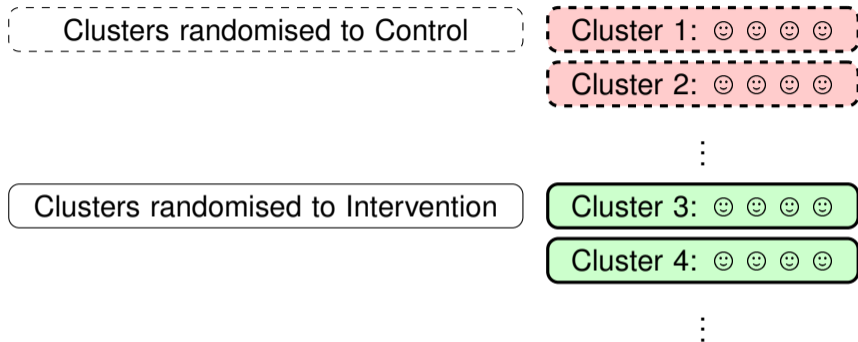 Clusters randomised to Control
Cluster 1: ☺ ☺ ☺ ☺
Cluster 2: ☺ ☺ ☺ ☺
⋮
Clusters randomised to Intervention
Cluster 3: ☺ ☺ ☺ ☺
Cluster 4: ☺ ☺ ☺ ☺
⋮